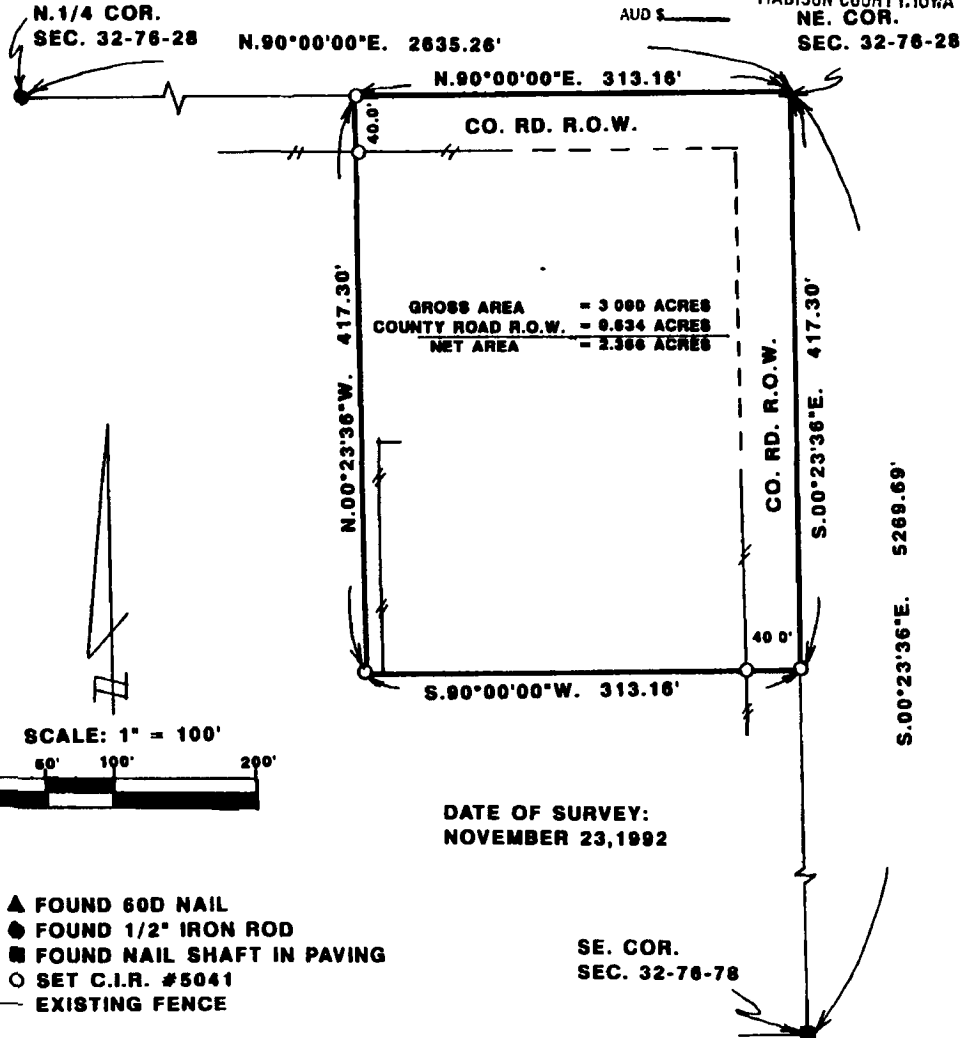 N.1/4 COR.
SEC. 32-76-28
N.90°00'00"E. 2635.26'
AUD $
MADISON COUNTY, IOWA
NE. COR.
SEC. 32-76-28
N.90°00'00"E. 313.16'
40.0'
CO. RD. R.O.W.
N.00°23'36"W. 417.30'
GROSS AREA = 3 000 ACRES
COUNTY ROAD R.O.W. = 0.634 ACRES
NET AREA = 2.366 ACRES
CO. RD. R.O.W.
S.00°23'36"E. 417.30'
S.00°23'36"E. 5269.69'
40 0'
S.90°00'00"W. 313.16'
SCALE: 1" = 100'
50' 100' 200'
DATE OF SURVEY:
NOVEMBER 23,1992
FOUND 60D NAIL
FOUND 1/2" IRON ROD
FOUND NAIL SHAFT IN PAVING
SET C.I.R. #5041
EXISTING FENCE
SE. COR.
SEC. 32-76-78